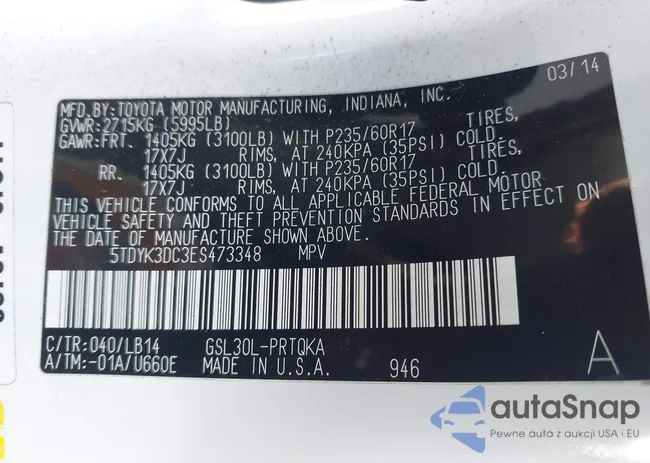 03/14
MFD.BY:TOYOTA MOTOR MANUFACTURING, INDIANA, INC.
GVWR:2715KG (5995LB)
GAWR:FRT. 1405KG (3100LB) WITH P235/60R17 TIRES,
17X7J RIMS, AT 240KPA (35PSI) COLD.
RR. 1405KG (3100LB) WITH P235/60R17 TIRES,
17X7J RIMS, AT 240KPA (35PSI) COLD.
THIS VEHICLE CONFORMS TO ALL APPLICABLE FEDERAL MOTOR
VEHICLE SAFETY AND THEFT PREVENTION STANDARDS IN EFFECT ON
THE DATE OF MANUFACTURE SHOWN ABOVE.
5TDYK3DC3ES473348 MPV
C/TR:040/LB14 GSL30L-PRTQKA
A/TM:-01A/U660E MADE IN U.S.A. 946 A
autaSnap
Pewne auta z aukcji USA i EU